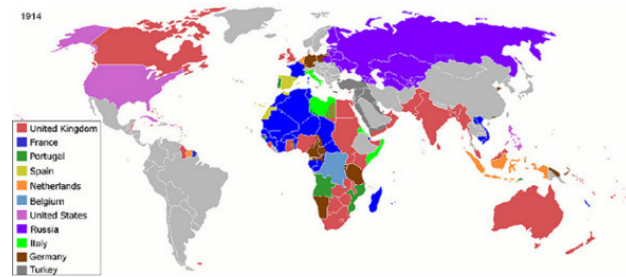 1914
United Kingdom
France
Portugal
Spain
Netherlands
Belgium
United States
Russia
Italy
Germany
Turkey